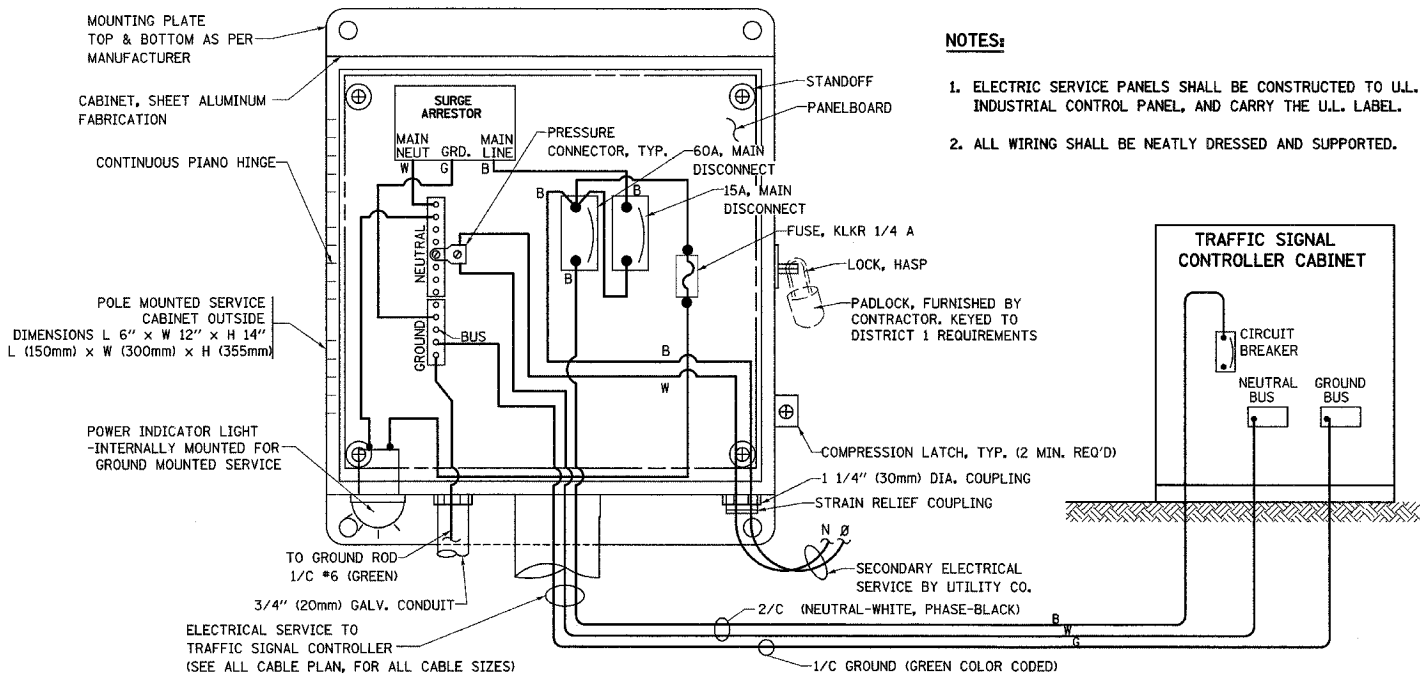 MOUNTING PLATE
TOP & BOTTOM AS PER
MANUFACTURER
CABINET, SHEET ALUMINUM
FABRICATION
CONTINUOUS PIANO HINGE
POLE MOUNTED SERVICE
CABINET OUTSIDE
DIMENSIONS L 6" x W 12" x H 14"
L (150mm) x W (300mm) x H (355mm)
POWER INDICATOR LIGHT
-INTERNALLY MOUNTED FOR
GROUND MOUNTED SERVICE
SURGE
ARRESTOR
MAIN
NEUT
GRD.
MAIN
LINE
W
G
B
PRESSURE
CONNECTOR, TYP.
NEUTRAL
GROUND
BUS
B
B
B
B
W
STANDOFF
PANELBOARD
60A, MAIN
DISCONNECT
15A, MAIN
DISCONNECT
FUSE, KLKR 1/4 A
LOCK, HASP
PADLOCK, FURNISHED BY
CONTRACTOR. KEYED TO
DISTRICT 1 REQUIREMENTS
COMPRESSION LATCH, TYP. (2 MIN. REQ'D)
1 1/4" (30mm) DIA. COUPLING
STRAIN RELIEF COUPLING
N Ø
SECONDARY ELECTRICAL
SERVICE BY UTILITY CO.
TO GROUND ROD
1/C #6 (GREEN)
3/4" (20mm) GALV. CONDUIT
ELECTRICAL SERVICE TO
TRAFFIC SIGNAL CONTROLLER
(SEE ALL CABLE PLAN, FOR ALL CABLE SIZES)
2/C (NEUTRAL-WHITE, PHASE-BLACK)
1/C GROUND (GREEN COLOR CODED)
B
W
G
NOTES:
1. ELECTRIC SERVICE PANELS SHALL BE CONSTRUCTED TO U.L.
INDUSTRIAL CONTROL PANEL, AND CARRY THE U.L. LABEL.
2. ALL WIRING SHALL BE NEATLY DRESSED AND SUPPORTED.
TRAFFIC SIGNAL
CONTROLLER CABINET
CIRCUIT
BREAKER
NEUTRAL
BUS
GROUND
BUS